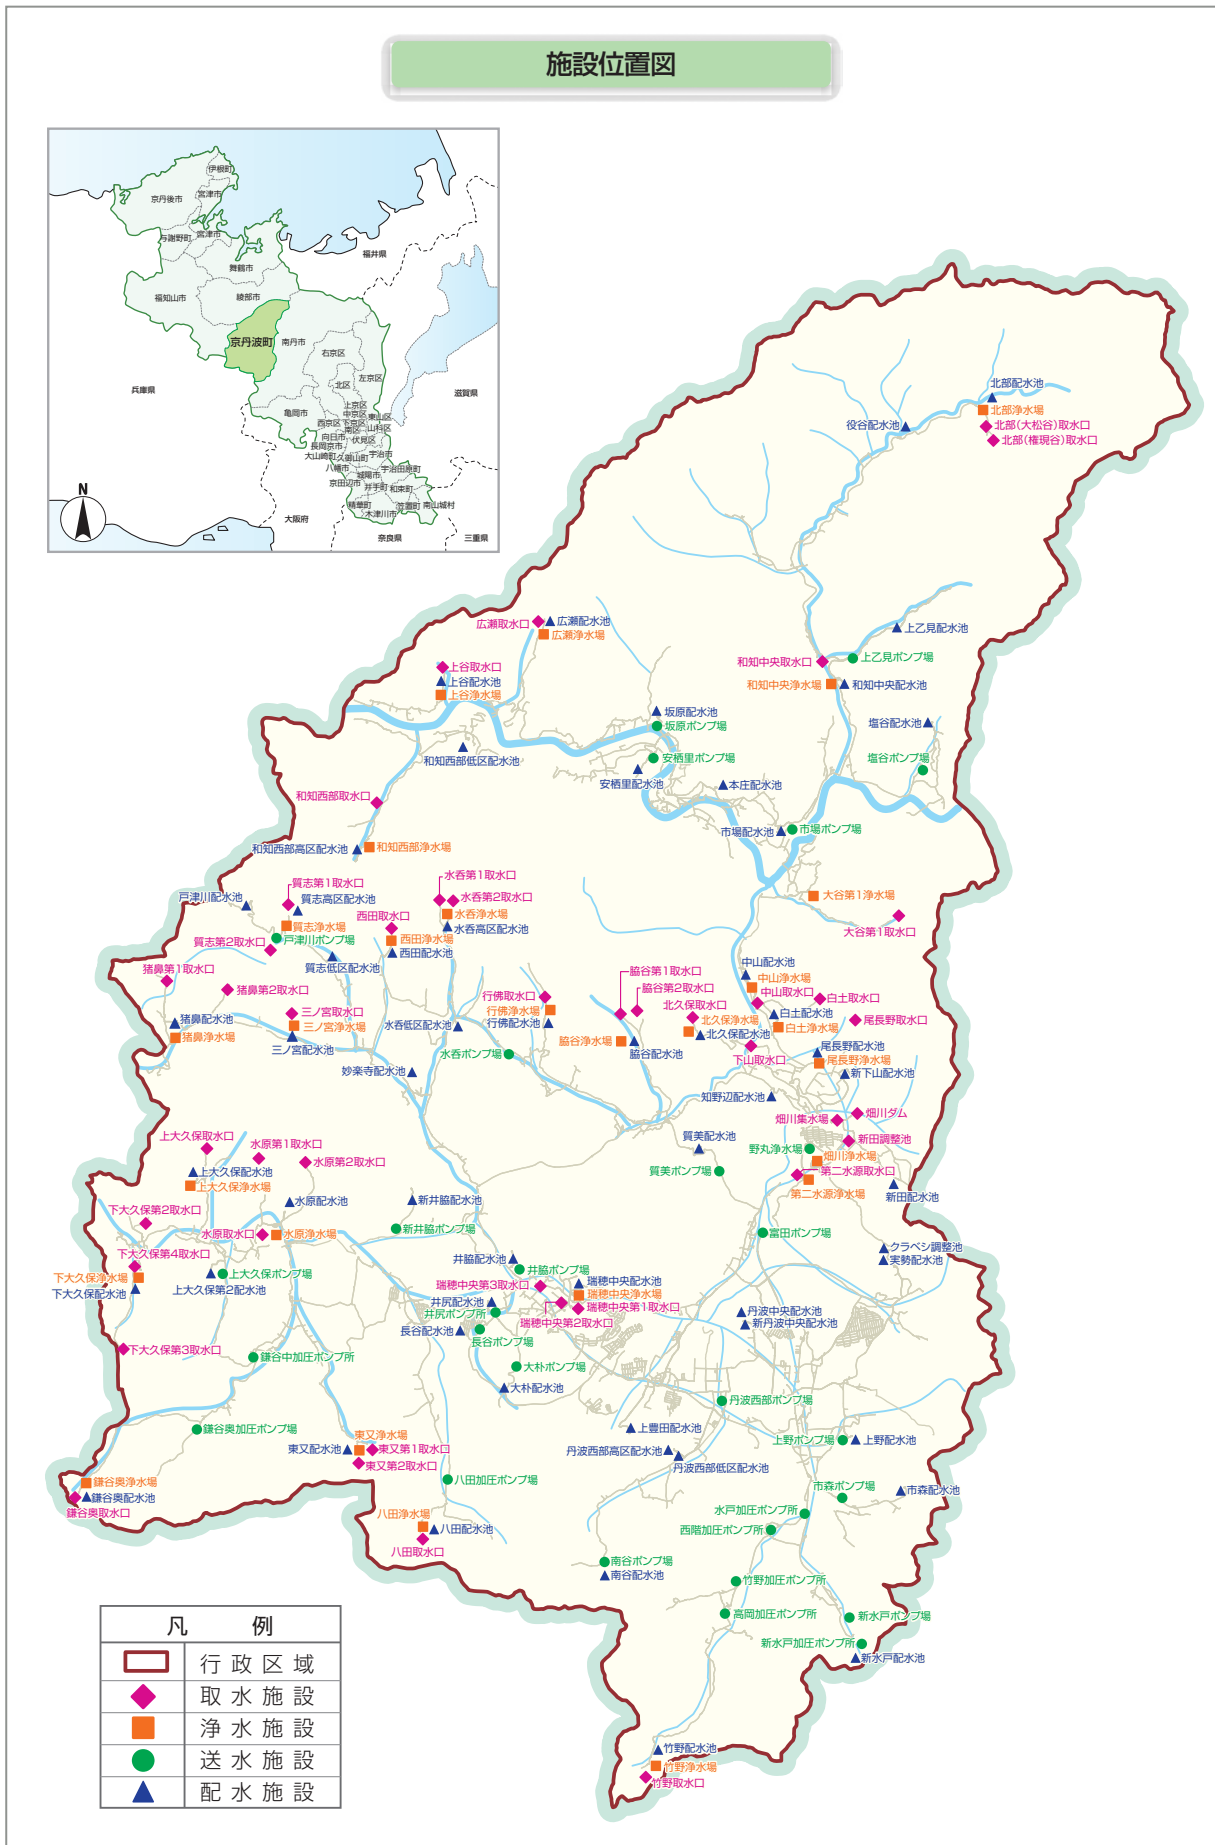 施設位置図
伊根町
京丹後市
宮津市
与謝野町
宮津市
舞鶴市
福井県
福知山市
綾部市
京丹波町
南丹市
右京区
左京区
北区
兵庫県
滋賀県
亀岡市
上京区
中京区
東山区
西京区
下京区
山科区
南区
向日市
伏見区
長岡京市
大山崎町
久御山町
宇治市
八幡市
城陽市
宇治田原町
京田辺市
井手町
和束町
精華町
笠置町
南山城村
木津川市
大阪府
奈良県
三重県
N
北部配水池
北部浄水場
北部(大松谷)取水口
北部(権現谷)取水口
役谷配水池
広瀬取水口
広瀬配水池
広瀬浄水場
上乙見配水池
上乙見ポンプ場
和知中央取水口
和知中央浄水場
和知中央配水池
上谷取水口
上谷配水池
上谷浄水場
坂原配水池
坂原ポンプ場
塩谷配水池
塩谷ポンプ場
和知西部低区配水池
安栖里ポンプ場
安栖里配水池
本庄配水池
和知西部取水口
市場配水池
市場ポンプ場
和知西部高区配水池
和知西部浄水場
大谷第1浄水場
大谷第1取水口
戸津川配水池
質志第1取水口
質志高区配水池
質志浄水場
戸津川ポンプ場
質志第2取水口
質志低区配水池
西田取水口
西田浄水場
西田配水池
水呑第1取水口
水呑第2取水口
水呑浄水場
水呑高区配水池
猪鼻第1取水口
猪鼻第2取水口
猪鼻配水池
猪鼻浄水場
三ノ宮取水口
三ノ宮浄水場
三ノ宮配水池
水呑低区配水池
水呑ポンプ場
妙楽寺配水池
行佛取水口
行佛浄水場
行佛配水池
脇谷第1取水口
脇谷第2取水口
脇谷浄水場
脇谷配水池
北久保取水口
北久保浄水場
北久保配水池
中山配水池
中山浄水場
中山取水口
白土取水口
白土配水池
白土浄水場
尾長野取水口
下山取水口
尾長野配水池
尾長野浄水場
新下山配水池
知野辺配水池
畑川ダム
畑川集水場
新田調整池
質美配水池
質美ポンプ場
野丸浄水場
畑川浄水場
第二水源取水口
第二水源浄水場
新田配水池
上大久保取水口
上大久保配水池
上大久保浄水場
水原第1取水口
水原第2取水口
水原配水池
水原取水口
水原浄水場
新井脇配水池
新井脇ポンプ場
下大久保第2取水口
下大久保第4取水口
下大久保浄水場
下大久保配水池
上大久保ポンプ場
上大久保第2配水池
下大久保第3取水口
富田ポンプ場
クラベシ調整池
実勢配水池
井脇配水池
井脇ポンプ場
瑞穂中央第3取水口
瑞穂中央配水池
瑞穂中央浄水場
瑞穂中央第1取水口
瑞穂中央第2取水口
井尻配水池
井尻ポンプ所
長谷配水池
長谷ポンプ場
丹波中央配水池
新丹波中央配水池
鎌谷中加圧ポンプ所
大朴ポンプ場
大朴配水池
丹波西部ポンプ場
鎌谷奥加圧ポンプ場
上豊田配水池
上野ポンプ場
上野配水池
東又浄水場
東又配水池
東又第1取水口
東又第2取水口
丹波西部高区配水池
丹波西部低区配水池
鎌谷奥浄水場
鎌谷奥配水池
鎌谷奥取水口
八田加圧ポンプ場
市森ポンプ場
市森配水池
水戸加圧ポンプ所
西階加圧ポンプ所
八田浄水場
八田配水池
八田取水口
南谷ポンプ場
南谷配水池
竹野加圧ポンプ所
高岡加圧ポンプ所
新水戸ポンプ場
新水戸加圧ポンプ所
新水戸配水池
竹野配水池
竹野浄水場
竹野取水口
凡例
行政区域
取水施設
浄水施設
送水施設
配水施設